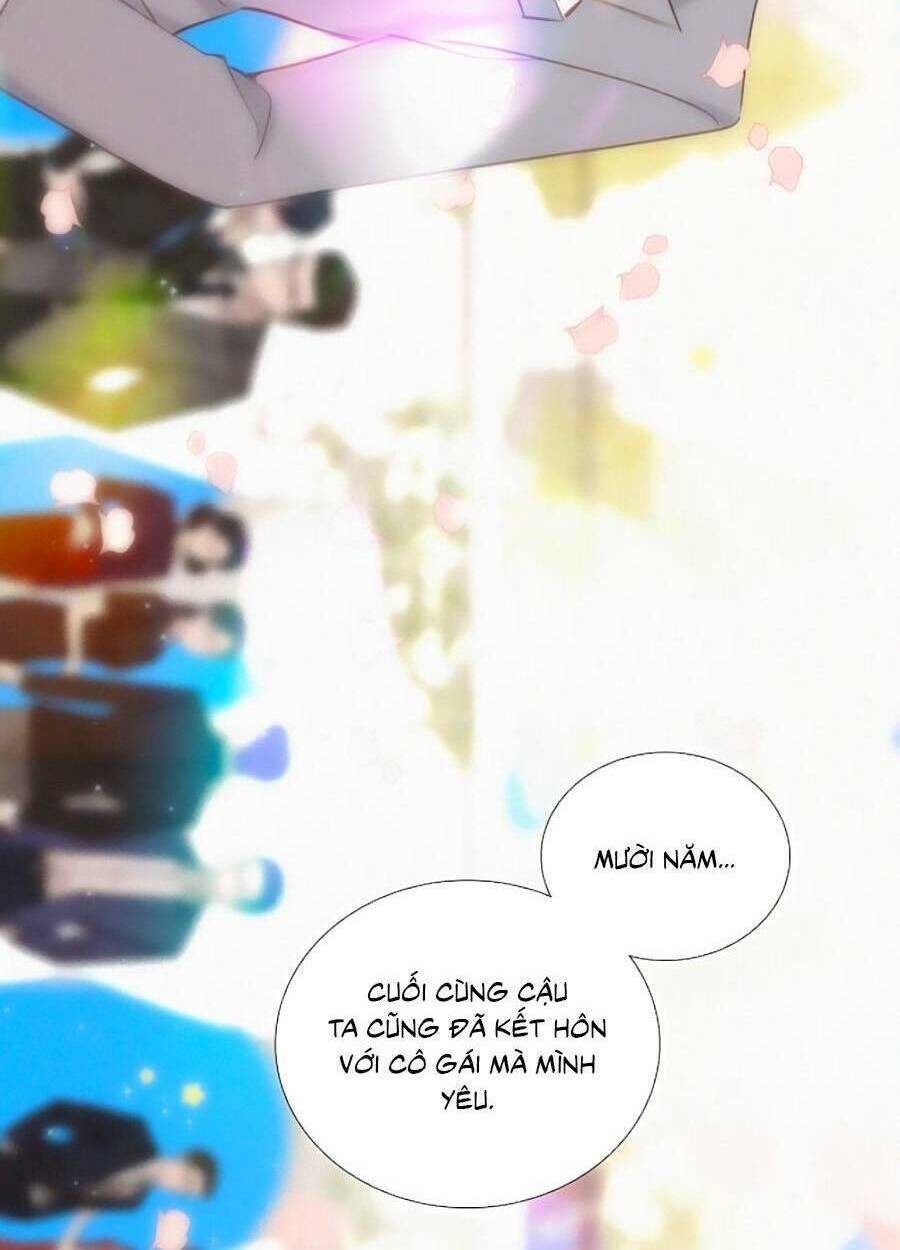 MƯỜI NĂM...
CUỐI CÙNG CẬU
TA CŨNG ĐÃ KẾT HÔN
VỚI CÔ GÁI MÀ MÌNH
YÊU.